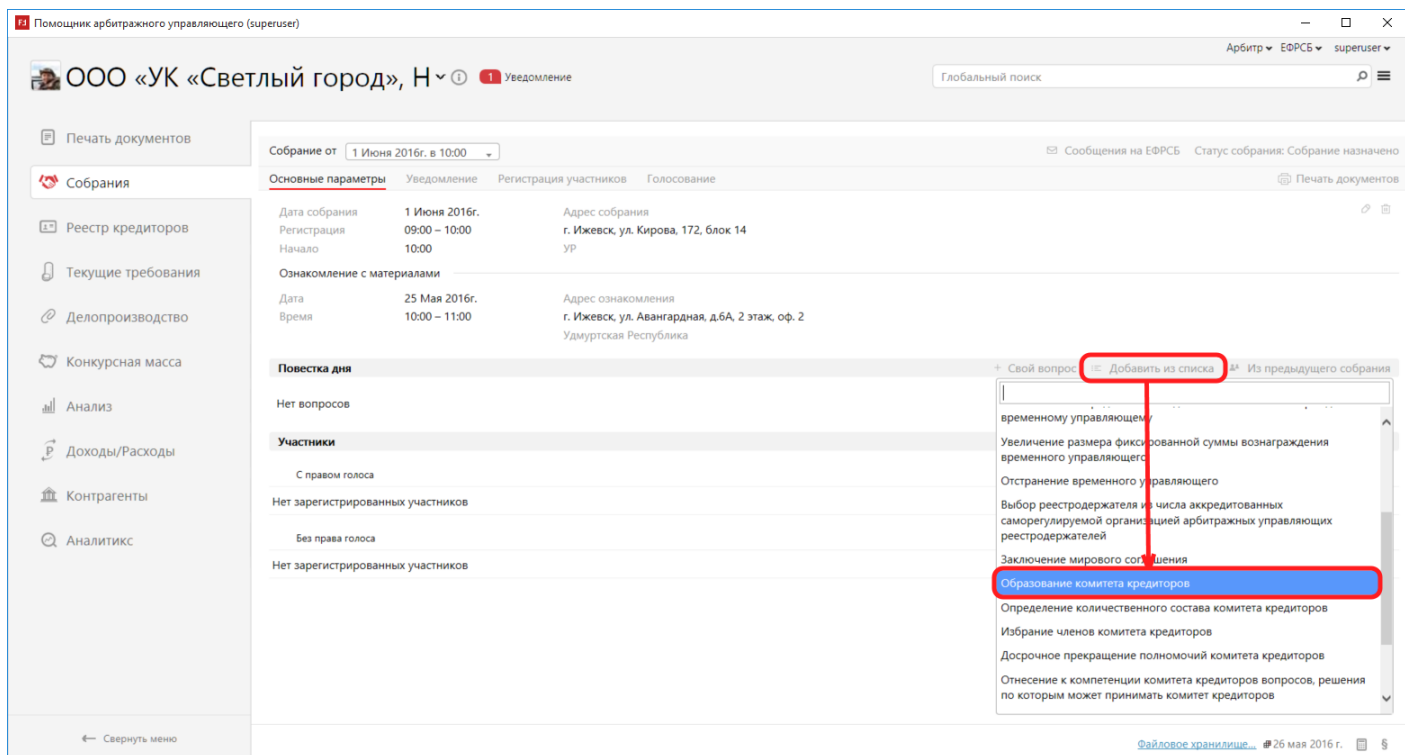 Помощник арбитражного управляющего (superuser)
Арбитр ЕФРСБ superuser
ООО «УК «Светлый город», Н 1 Уведомление
Глобальный поиск
Печать документов
Собрания
Реестр кредиторов
Текущие требования
Делопроизводство
Конкурсная масса
Анализ
Доходы/Расходы
Контрагенты
Аналитикс
Свернуть меню
Собрание от 1 Июня 2016г. в 10:00
Сообщения на ЕФРСБ Статус собрания: Собрание назначено
Основные параметры Уведомление Регистрация участников Голосование
Печать документов
Дата собрания 1 Июня 2016г. Адрес собрания
Регистрация 09:00 – 10:00 г. Ижевск, ул. Кирова, 172, блок 14
Начало 10:00 УР
Ознакомление с материалами
Дата 25 Мая 2016г. Адрес ознакомления
Время 10:00 – 11:00 г. Ижевск, ул. Авангардная, д.6А, 2 этаж, оф. 2
Удмуртская Республика
Повестка дня
+ Свой вопрос Добавить из списка Из предыдущего собрания
Нет вопросов
Участники
С правом голоса
Нет зарегистрированных участников
Без права голоса
Нет зарегистрированных участников
временному управляющему
Увеличение размера фиксированной суммы вознаграждения
временного управляющего
Отстранение временного управляющего
Выбор реестродержателя из числа аккредитованных
саморегулируемой организацией арбитражных управляющих
реестродержателей
Заключение мирового соглашения
Образование комитета кредиторов
Определение количественного состава комитета кредиторов
Избрание членов комитета кредиторов
Досрочное прекращение полномочий комитета кредиторов
Отнесение к компетенции комитета кредиторов вопросов, решения
по которым может принимать комитет кредиторов
Файловое хранилище... 26 мая 2016 г. §